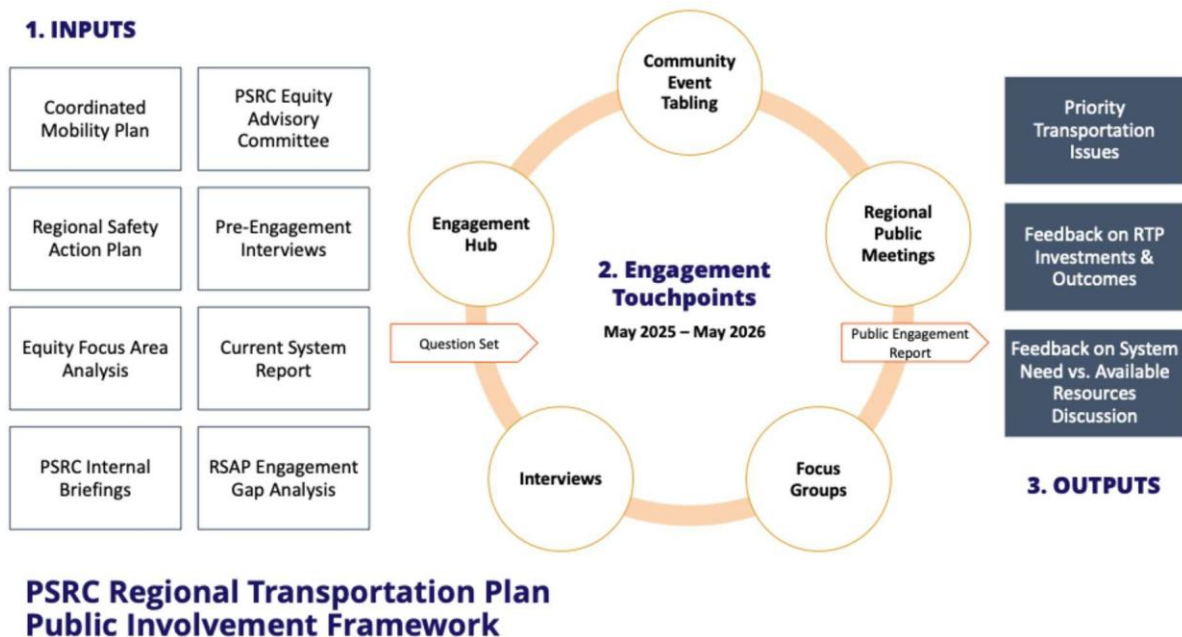 1. INPUTS
Coordinated
Mobility Plan
PSRC Equity
Advisory
Committee
Regional Safety
Action Plan
Pre-Engagement
Interviews
Equity Focus Area
Analysis
Current System
Report
PSRC Internal
Briefings
RSAP Engagement
Gap Analysis
Question Set
Community
Event
Tabling
Engagement
Hub
Regional
Public
Meetings
2. Engagement
Touchpoints
May 2025 – May 2026
Interviews
Focus
Groups
Public Engagement
Report
Priority
Transportation
Issues
Feedback on RTP
Investments &
Outcomes
Feedback on System
Need vs. Available
Resources
Discussion
3. OUTPUTS
PSRC Regional Transportation Plan
Public Involvement Framework